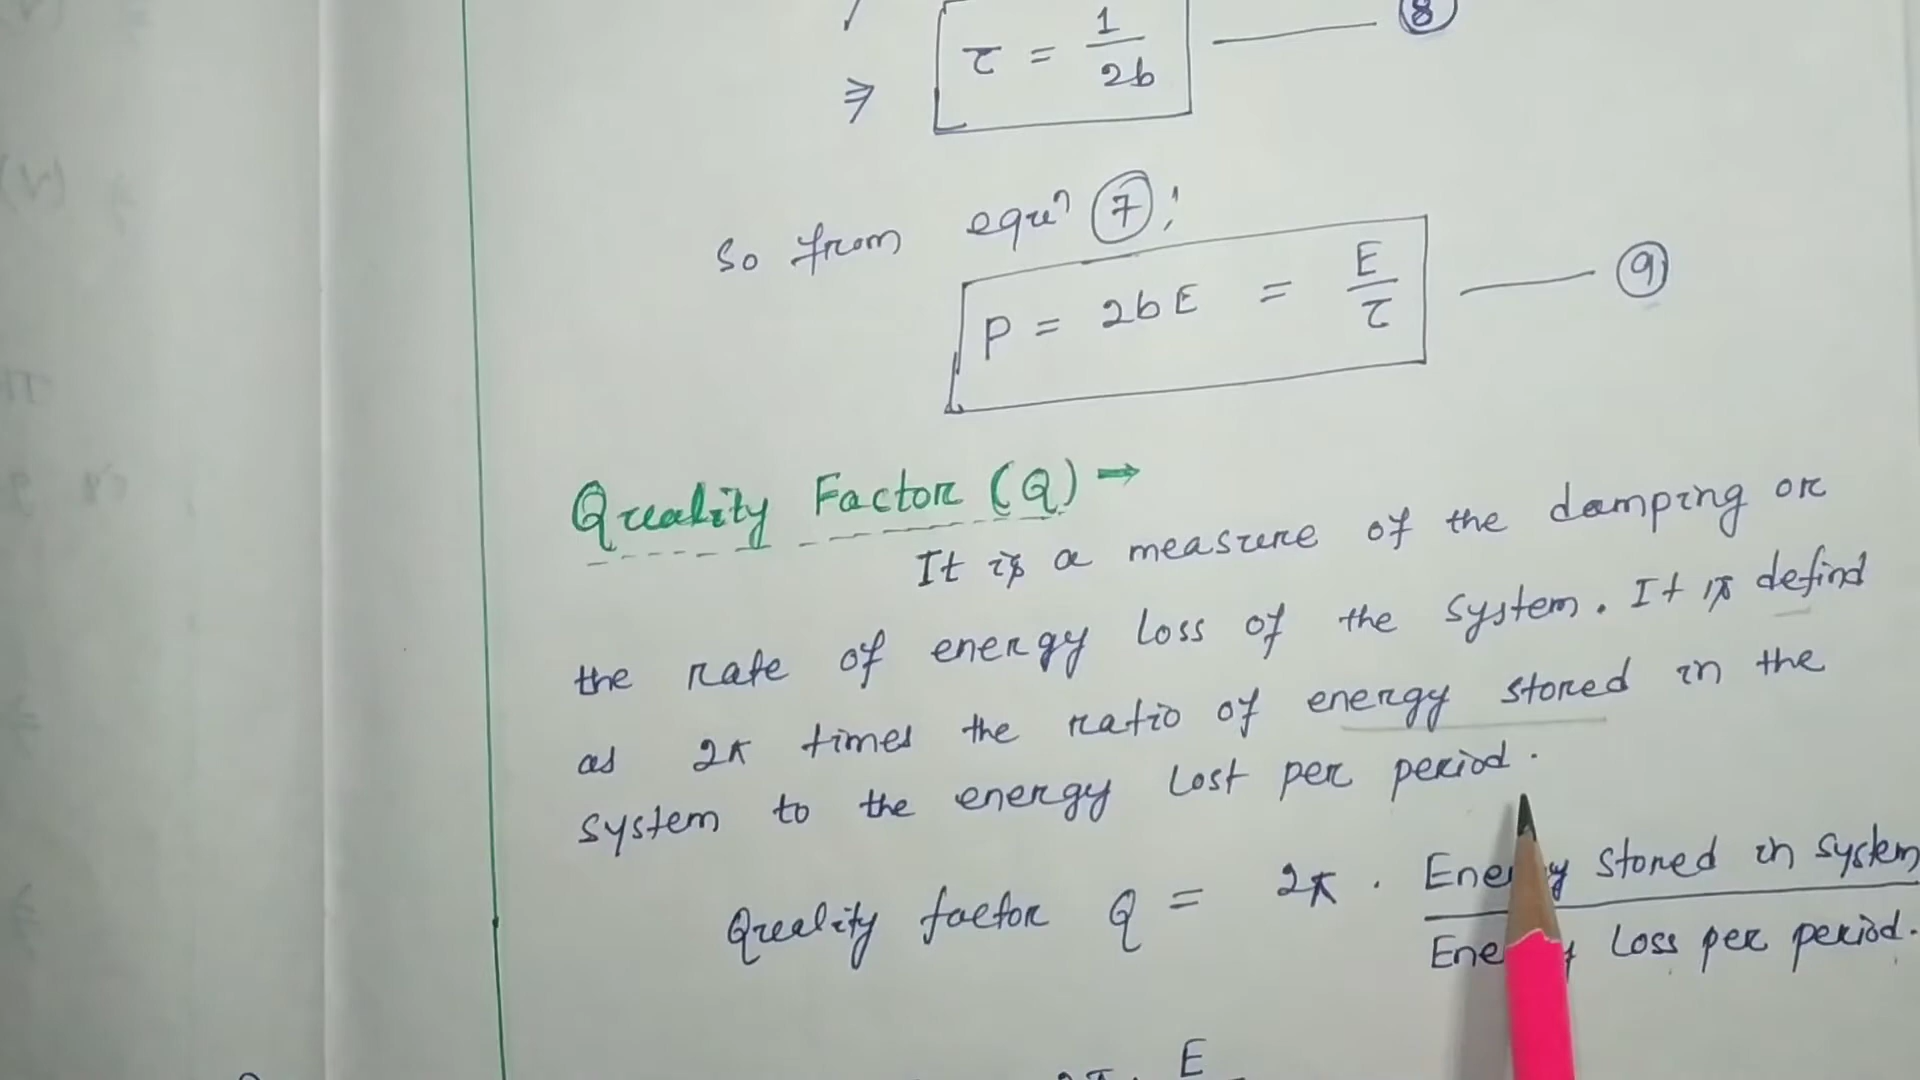 ⇒ τ = 1/2b —— (8)
So from equⁿ (7);
P = 2bE = E/τ —— (9)
Quality Factor (Q) →
It is a measure of the damping or
the rate of energy loss of the system. It is defind
as 2π times the ratio of energy stored in the
system to the energy lost per period.
Quality factor Q = 2π . Energy stored in system / Energy Loss per period.
2π . E